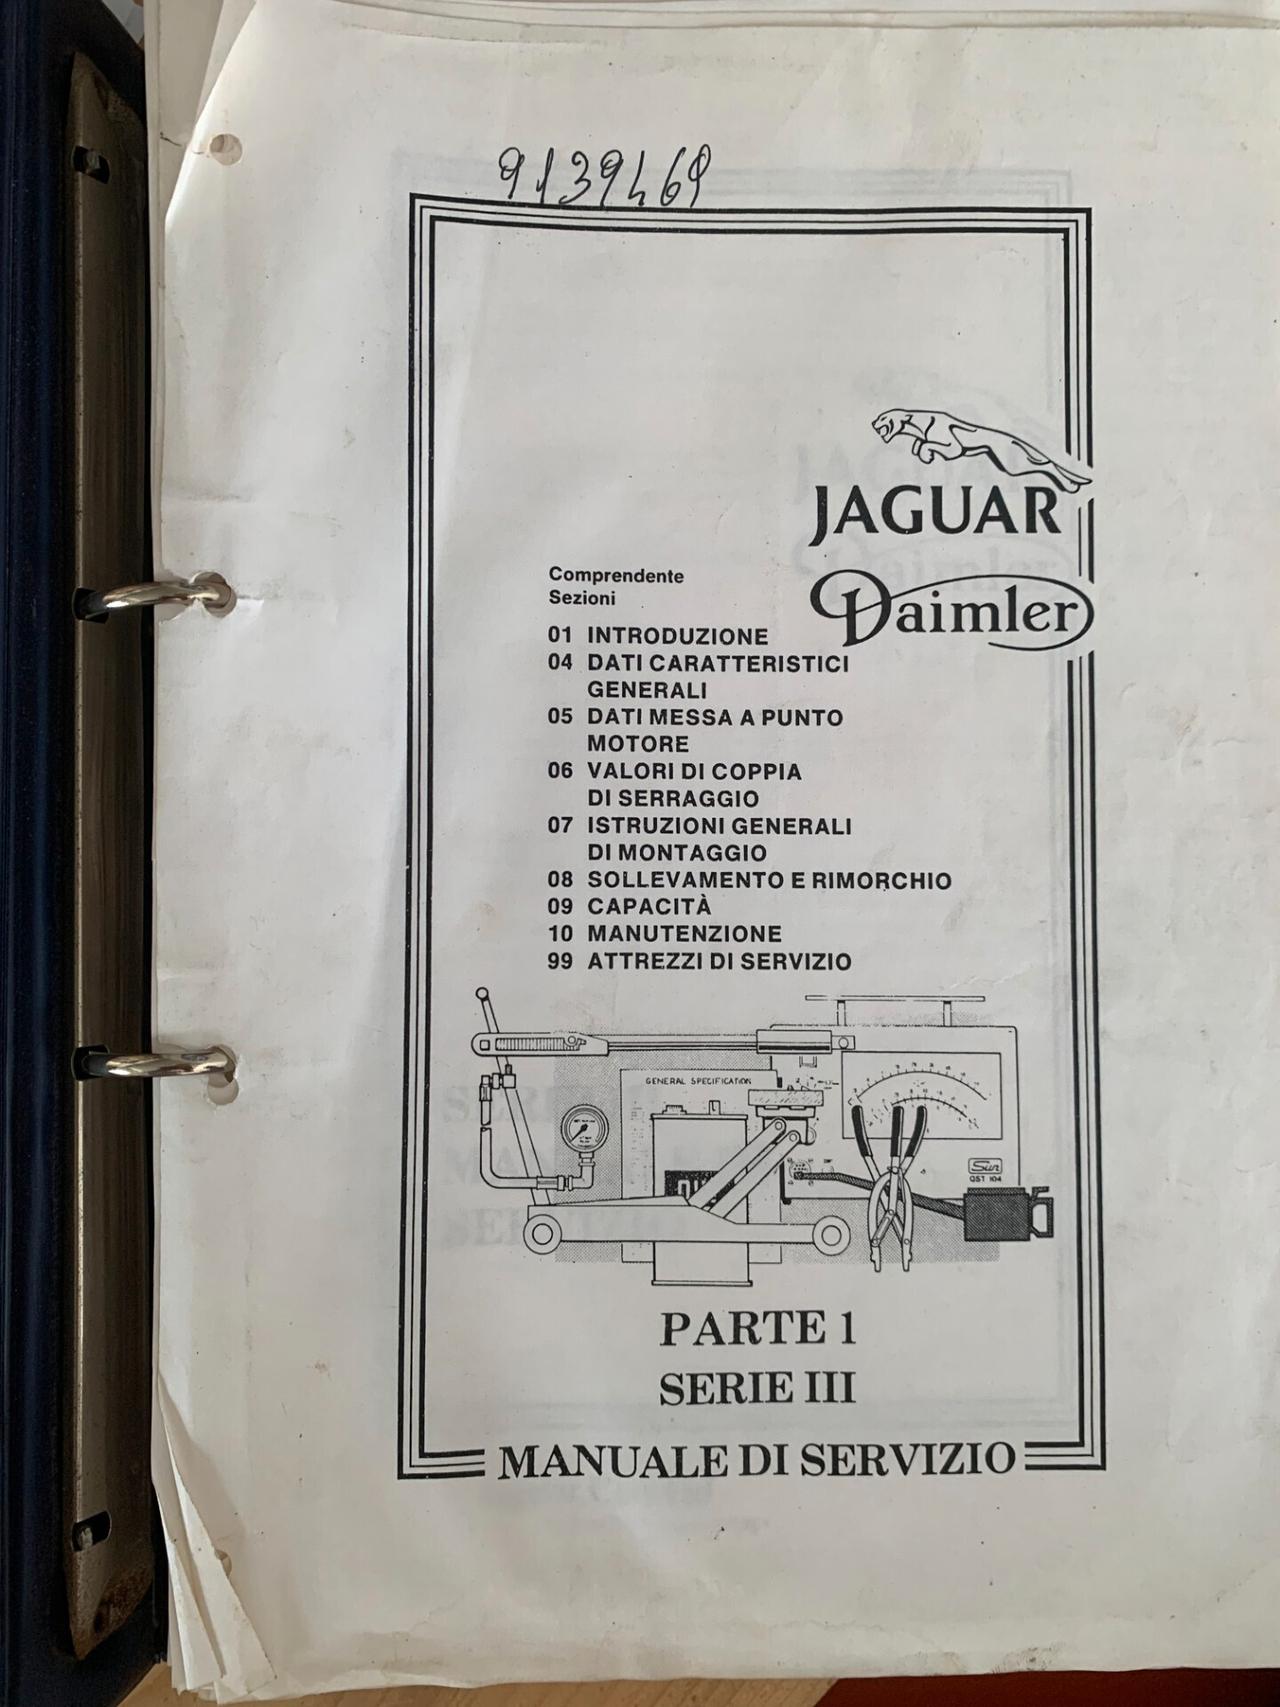 9139469
JAGUAR
Daimler
Comprendente
Sezioni
01 INTRODUZIONE
04 DATI CARATTERISTICI
GENERALI
05 DATI MESSA A PUNTO
MOTORE
06 VALORI DI COPPIA
DI SERRAGGIO
07 ISTRUZIONI GENERALI
DI MONTAGGIO
08 SOLLEVAMENTO E RIMORCHIO
09 CAPACITÀ
10 MANUTENZIONE
99 ATTREZZI DI SERVIZIO
GENERAL SPECIFICATION
Sun
QST 104
PARTE 1
SERIE III
MANUALE DI SERVIZIO